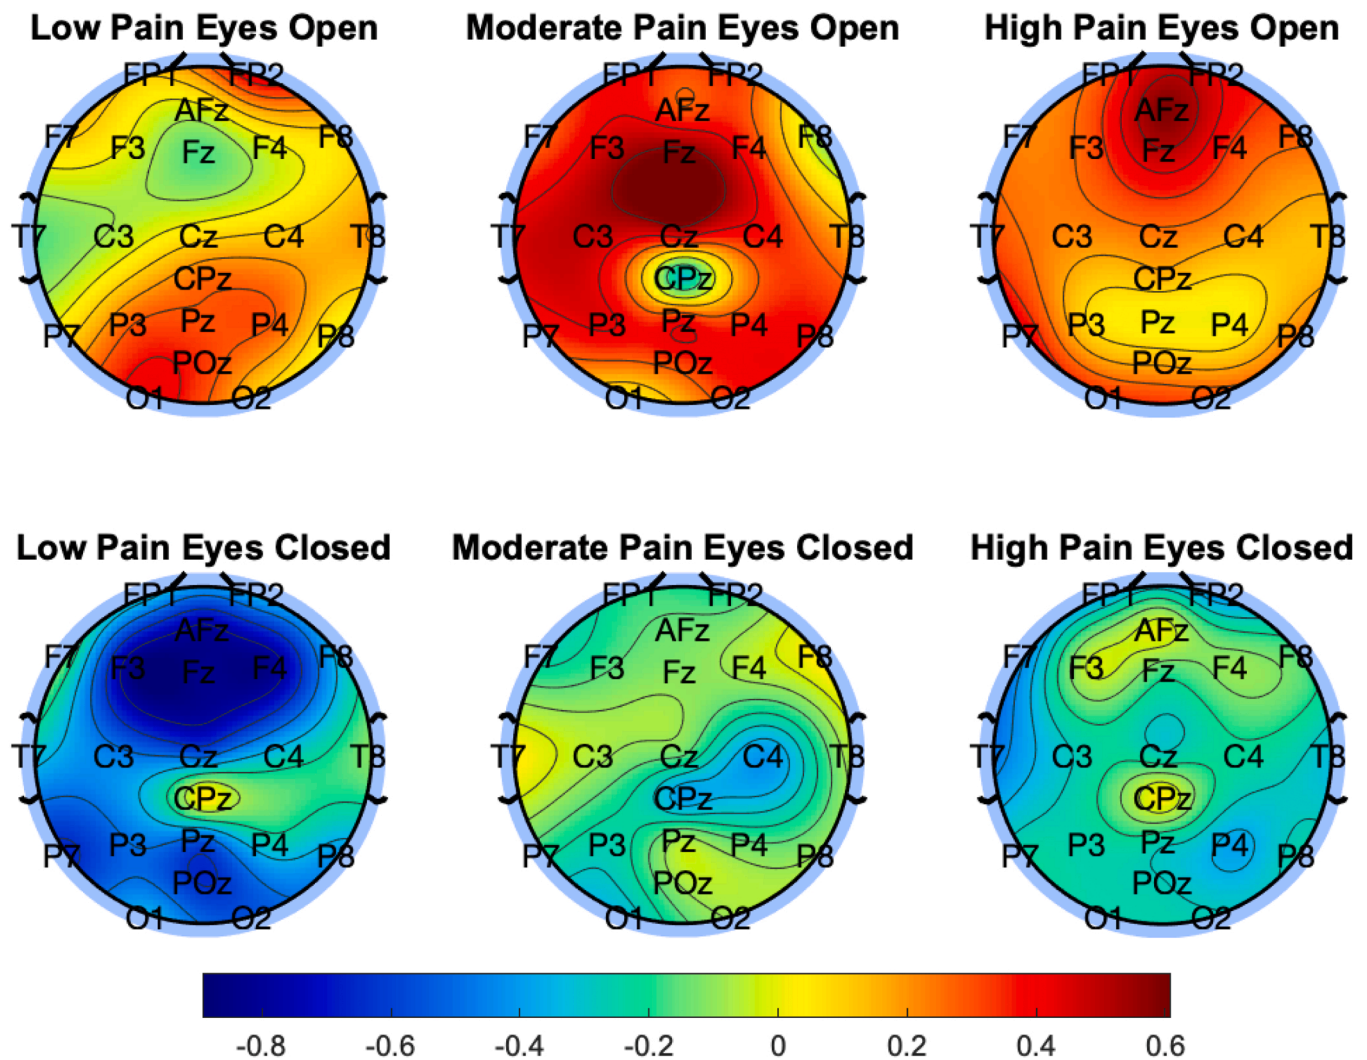 Low Pain Eyes Open
Moderate Pain Eyes Open
High Pain Eyes Open
FP1 FP2
AFz
F7 F3 Fz F4 F8
T7 C3 Cz C4 T8
CPz
P7 P3 Pz P4 P8
POz
O1 O2
FP1 FP2
AFz
F7 F3 Fz F4 F8
T7 C3 Cz C4 T8
CPz
P7 P3 Pz P4 P8
POz
O1 O2
FP1 FP2
AFz
F7 F3 Fz F4 F8
T7 C3 Cz C4 T8
CPz
P7 P3 Pz P4 P8
POz
O1 O2
Low Pain Eyes Closed
Moderate Pain Eyes Closed
High Pain Eyes Closed
FP1 FP2
AFz
F7 F3 Fz F4 F8
T7 C3 Cz C4 T8
CPz
P7 P3 Pz P4 P8
POz
O1 O2
FP1 FP2
AFz
F7 F3 Fz F4 F8
T7 C3 Cz C4 T8
CPz
P7 P3 Pz P4 P8
POz
O1 O2
FP1 FP2
AFz
F7 F3 Fz F4 F8
T7 C3 Cz C4 T8
CPz
P7 P3 Pz P4 P8
POz
O1 O2
-0.8 -0.6 -0.4 -0.2 0 0.2 0.4 0.6